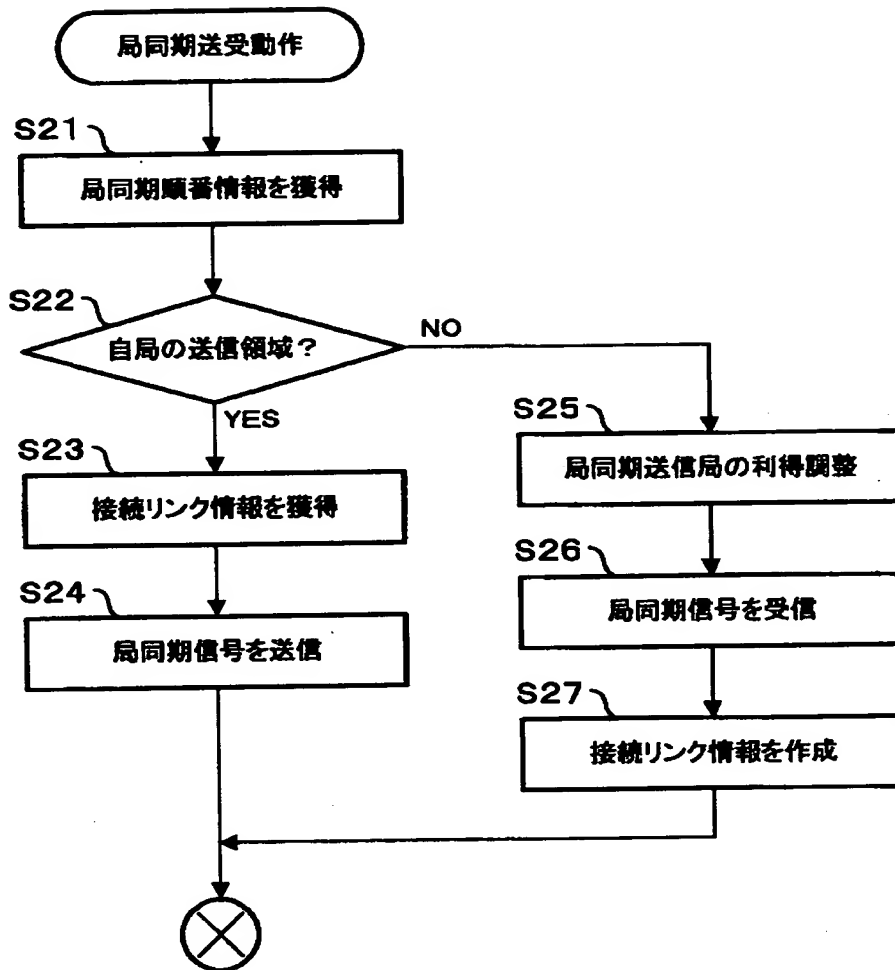 局同期送受動作
S21
局同期順番情報を獲得
S22
自局の送信領域？
NO
YES
S23
接続リンク情報を獲得
S24
局同期信号を送信
S25
局同期送信局の利得調整
S26
局同期信号を受信
S27
接続リンク情報を作成